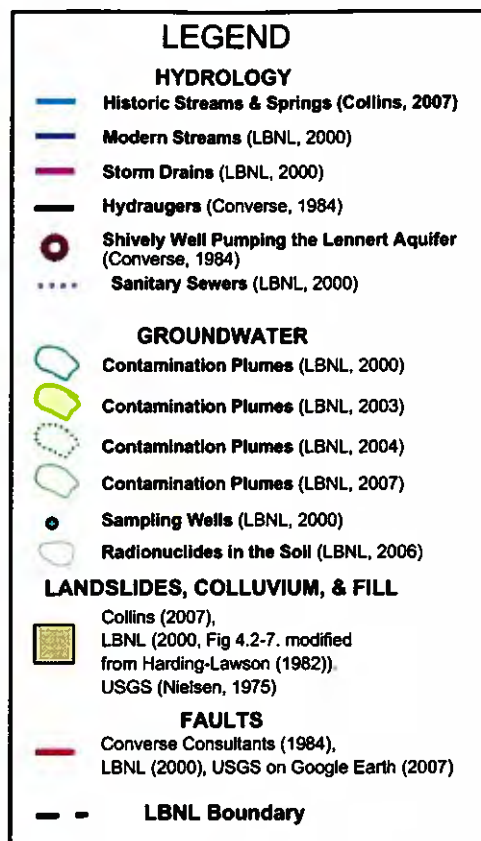 LEGEND
HYDROLOGY
Historic Streams & Springs (Collins, 2007)
Modern Streams (LBNL, 2000)
Storm Drains (LBNL, 2000)
Hydraugers (Converse, 1984)
Shively Well Pumping the Lennert Aquifer
(Converse, 1984)
Sanitary Sewers (LBNL, 2000)
GROUNDWATER
Contamination Plumes (LBNL, 2000)
Contamination Plumes (LBNL, 2003)
Contamination Plumes (LBNL, 2004)
Contamination Plumes (LBNL, 2007)
Sampling Wells (LBNL, 2000)
Radionuclides in the Soil (LBNL, 2006)
LANDSLIDES, COLLUVIUM, & FILL
Collins (2007),
LBNL (2000, Fig 4.2-7. modified
from Harding-Lawson (1982))
USGS (Nielsen, 1975)
FAULTS
Converse Consultants (1984),
LBNL (2000), USGS on Google Earth (2007)
LBNL Boundary